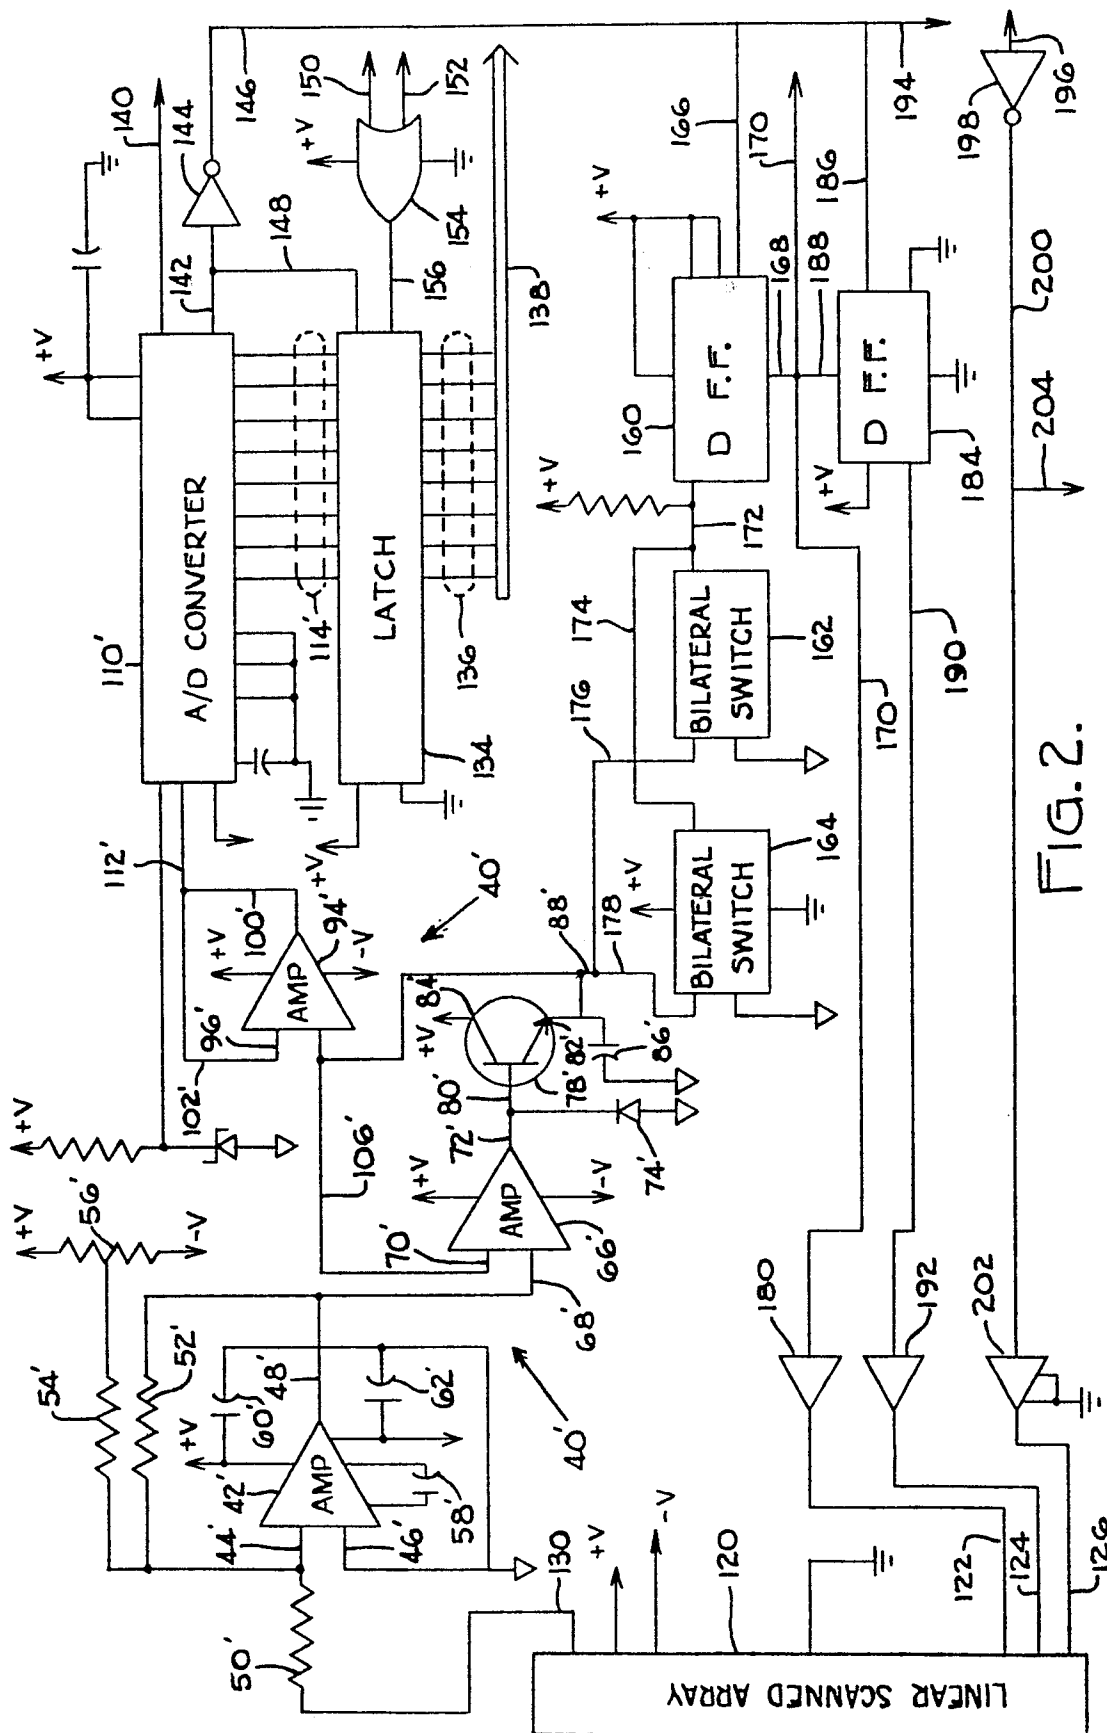 +V
56'
-V
54'
52'
50'
+V
60'
48'
42'
44'
AMP
46'
58'
62'
40'
130
+V
-V
120
LINEAR SCANNED ARRAY
122
124
126
+V
102'
96'
AMP
+V
-V
94'
100'
112'
106'
70'
68'
+V
AMP
-V
66'
72'
80'
74'
78'
+V
84'
82'
86'
88'
40'
110'
A/D CONVERTER
+V
140
142
144
146
148
114'
LATCH
+V
134
136
138
150
152
+V
154
156
160
D F.F.
+V
166
168
170
+V
172
174
176
178
BILATERAL
SWITCH
162
BILATERAL
SWITCH
+V
164
D F.F.
+V
184
186
188
190
170
180
192
194
196
198
200
202
204
FIG. 2.